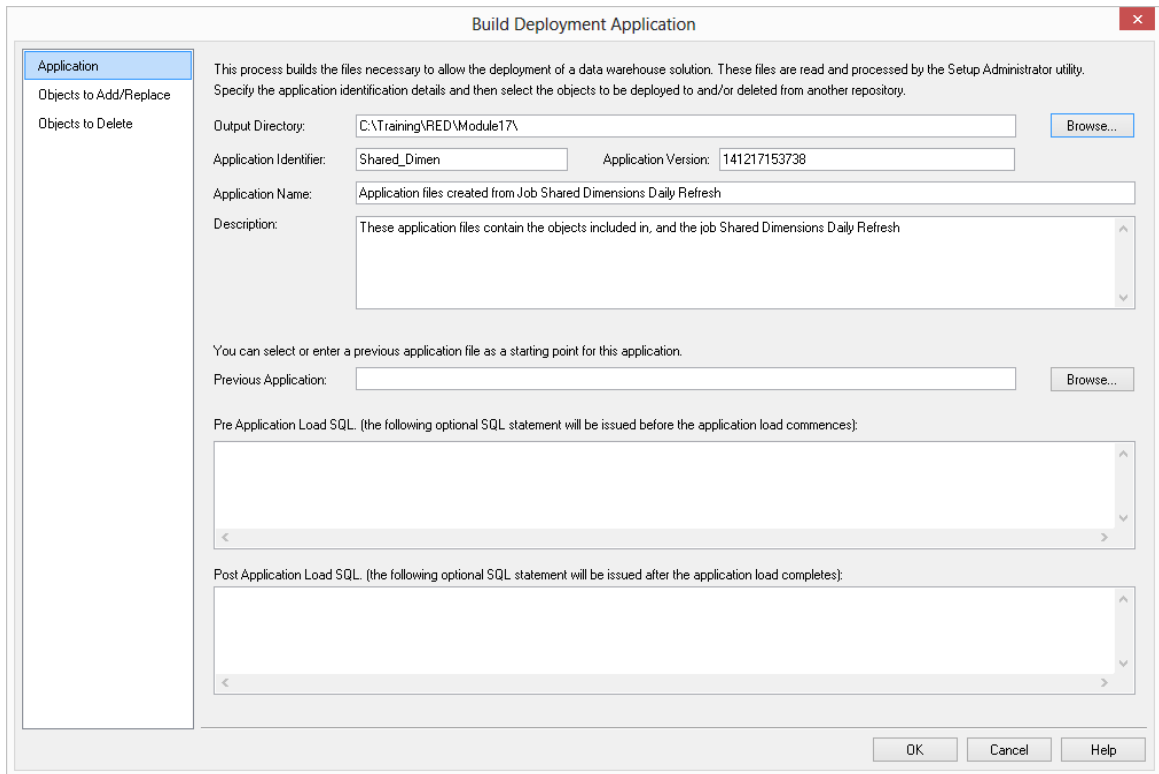 Build Deployment Application
Application
Objects to Add/Replace
Objects to Delete
This process builds the files necessary to allow the deployment of a data warehouse solution. These files are read and processed by the Setup Administrator utility.
Specify the application identification details and then select the objects to be deployed to and/or deleted from another repository.
Output Directory: C:\Training\RED\Module17\ Browse...
Application Identifier: Shared_Dimen Application Version: 141217153738
Application Name: Application files created from Job Shared Dimensions Daily Refresh
Description: These application files contain the objects included in, and the job Shared Dimensions Daily Refresh
You can select or enter a previous application file as a starting point for this application.
Previous Application: Browse...
Pre Application Load SQL. (the following optional SQL statement will be issued before the application load commences):
Post Application Load SQL. (the following optional SQL statement will be issued after the application load completes):
OK Cancel Help